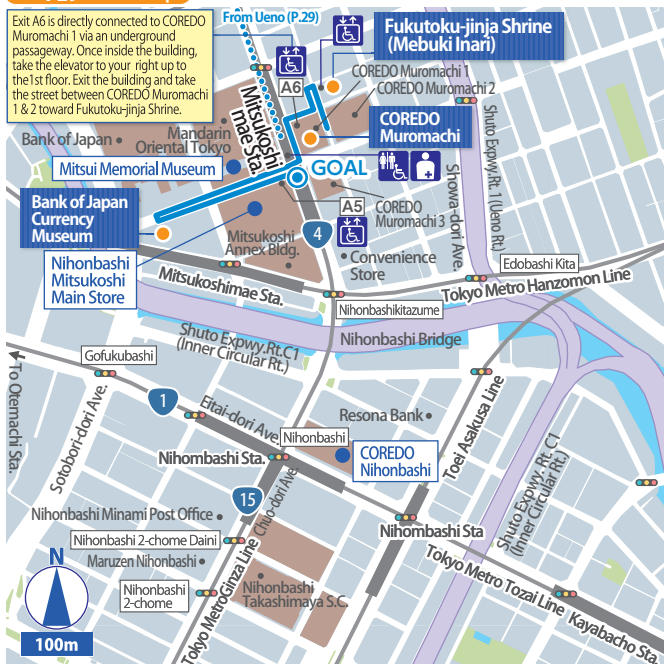 From Ueno (P.29)
Exit A6 is directly connected to COREDO
Muromachi 1 via an underground
passageway. Once inside the building,
take the elevator to your right up to
the1st floor. Exit the building and take
the street between COREDO Muromachi
1 & 2 toward Fukutoku-jinja Shrine.
Fukutoku-jinja Shrine
(Mebuki Inari)
A6
COREDO Muromachi 1
COREDO Muromachi 2
Mitsukoshi
mae Sta.
COREDO
Muromachi
Shuto Expwy.Rt.1 (Ueno Rt.)
Bank of Japan
Mandarin
Oriental Tokyo
Mitsui Memorial Museum
GOAL
Showa-dori Ave.
Bank of Japan
Currency
Museum
A5
COREDO
Muromachi 3
4
Mitsukoshi
Annex Bldg.
Convenience
Store
Nihonbashi
Mitsukoshi
Main Store
Mitsukoshimae Sta.
Edobashi Kita
Tokyo Metro Hanzomon Line
Nihonbashikitazume
Shuto Expwy.Rt.C1
(Inner Circular Rt.)
Nihonbashi Bridge
Gofukubashi
To Otemachi Sta.
1
Eitai-dori Ave.
Sotobori-dori Ave.
Resona Bank
Toei Asakusa Line
Nihonbashi
COREDO
Nihonbashi
Nihombashi Sta.
Shuto Expwy. Rt. C1
(Inner Circular Rt.)
15
Chuo-dori Ave.
Nihonbashi Minami Post Office
Nihombashi Sta
Nihonbashi 2-chome Daini
Maruzen Nihonbashi
Tokyo Metro Tozai Line
Kayabacho Sta.
N
Nihonbashi
2-chome
Nihonbashi
Takashimaya S.C.
Tokyo MetroGinza Line
100m